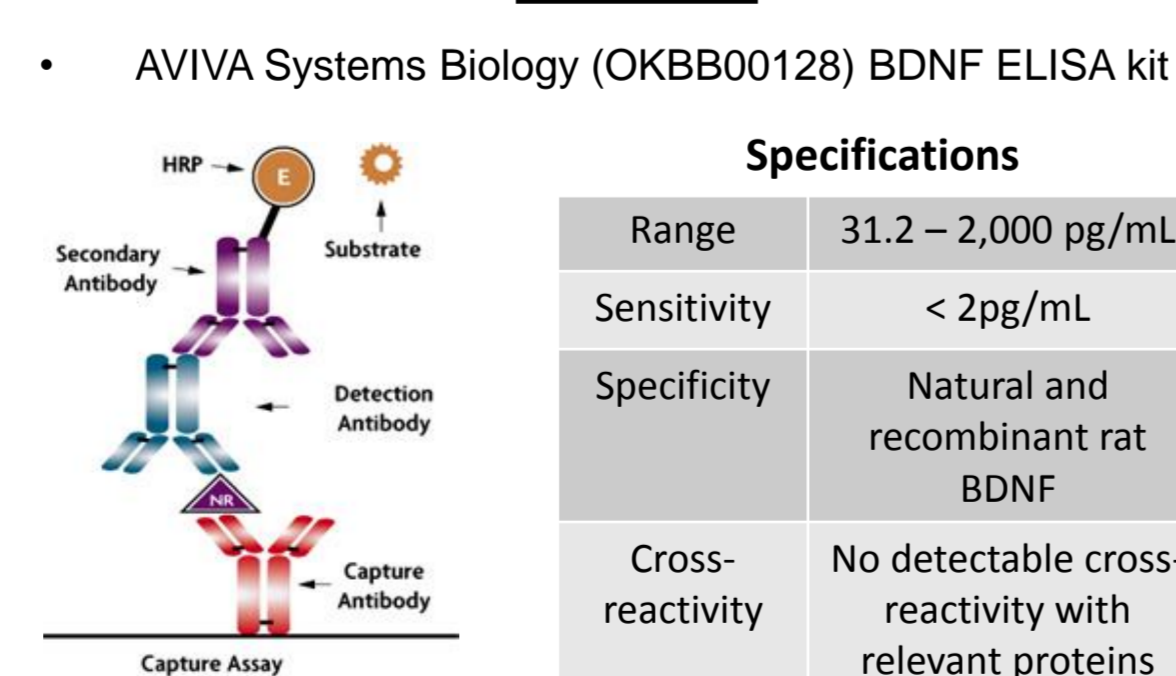 • AVIVA Systems Biology (OKBB00128) BDNF ELISA kit
HRP
E
Substrate
Secondary
Antibody
Detection
Antibody
NR
Capture
Antibody
Capture Assay
Specifications
Range 31.2 – 2,000 pg/mL
Sensitivity < 2pg/mL
Specificity Natural and
recombinant rat
BDNF
Cross- No detectable cross-
reactivity reactivity with
relevant proteins